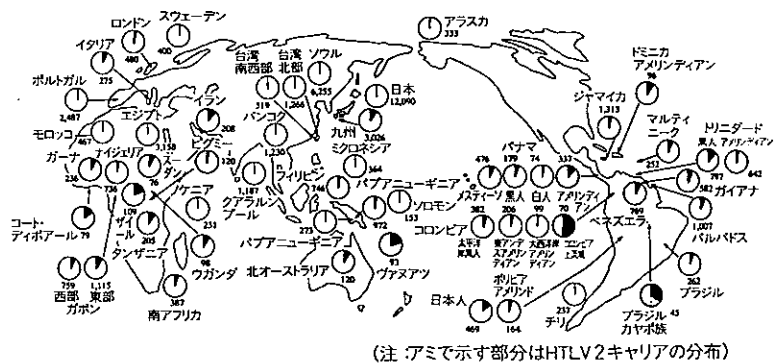 スウェーデン
400
ロンドン
480
イタリア
275
ポルトガル
2,487
モロッコ
467
エジプト
3,158
イラン
208
ピグミー
120
ガーナ
236
ナイジェリア
736
スーダン
76
ケニア
251
コート・
ディボアール
79
ザイール
109
タンザニア
205
ウガンダ
98
西部
759
東部
1,115
ガボン
南アフリカ
387
台湾
南西部
519
台湾
北部
1,266
ソウル
6,255
日本
12,090
九州
3,026
バンコク
1,230
ミクロネシア
364
フィリピン
246
クアラルン
プール
1,187
パプアニューギニア
472
ソロモン
153
パプアニューギニア
273
北オーストラリア
120
ヴァヌアツ
93
アラスカ
333
ドミニカ
アメリンディアン
96
ジャマイカ
1,313
マルティ
ニーク
252
トリニダード
黒人
797
アメリンディアン
642
ガイアナ
582
バルバドス
1,007
パナマ
476
メスティーソ
179
黒人
74
白人
337
アメリンディ
アン
コロンビア
382
太平洋
岸黒人
206
東アンデ
スアメリン
ディアン
99
大西洋岸
アメリン
ディアン
70
コロンビア
ベネズエラ
769
日本人
469
ボリビア
アメリンド
164
チリ
257
ブラジル
カヤポ族
45
ブラジル
262
(注:アミで示す部分はHTLV2キャリアの分布)